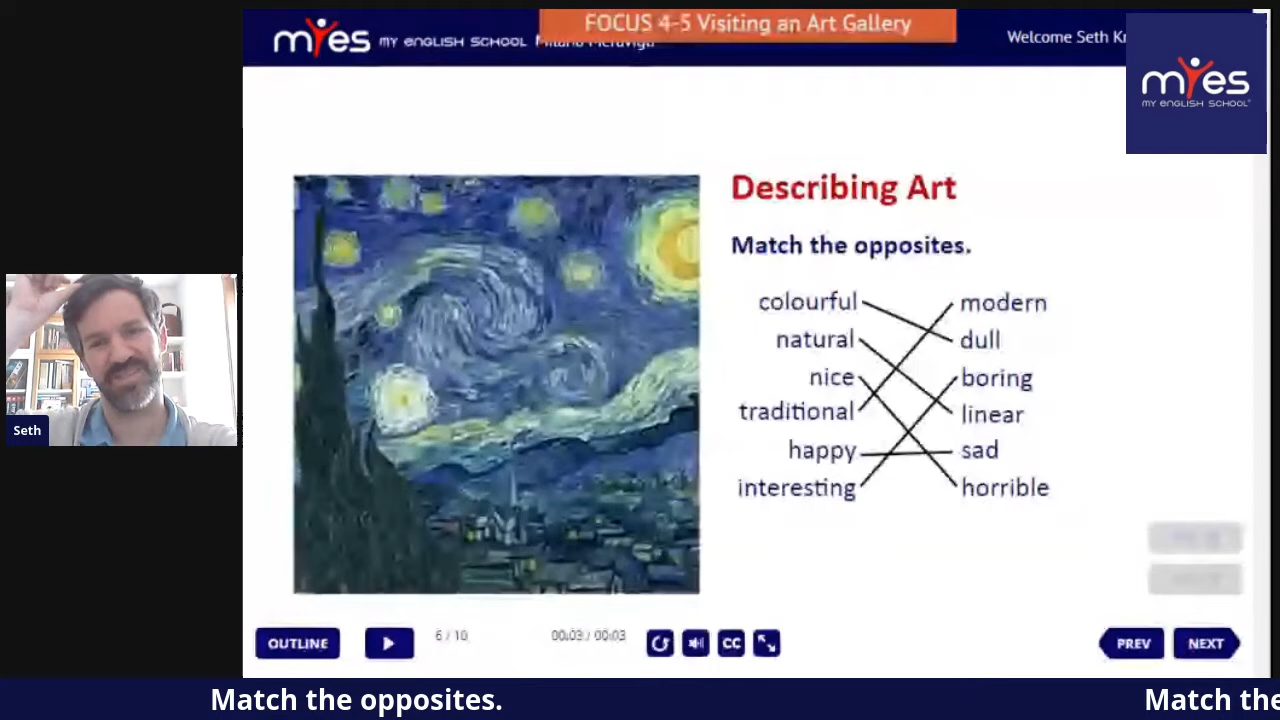 FOCUS 4-5 Visiting an Art Gallery
myes MY ENGLISH SCHOOL
Welcome Seth
myes
MY ENGLISH SCHOOL
Describing Art
Match the opposites.
colourful modern
natural dull
nice boring
traditional linear
happy sad
interesting horrible
Seth
OUTLINE 6 / 10 00:03 / 00:03 CC PREV NEXT
Match the opposites. Match the